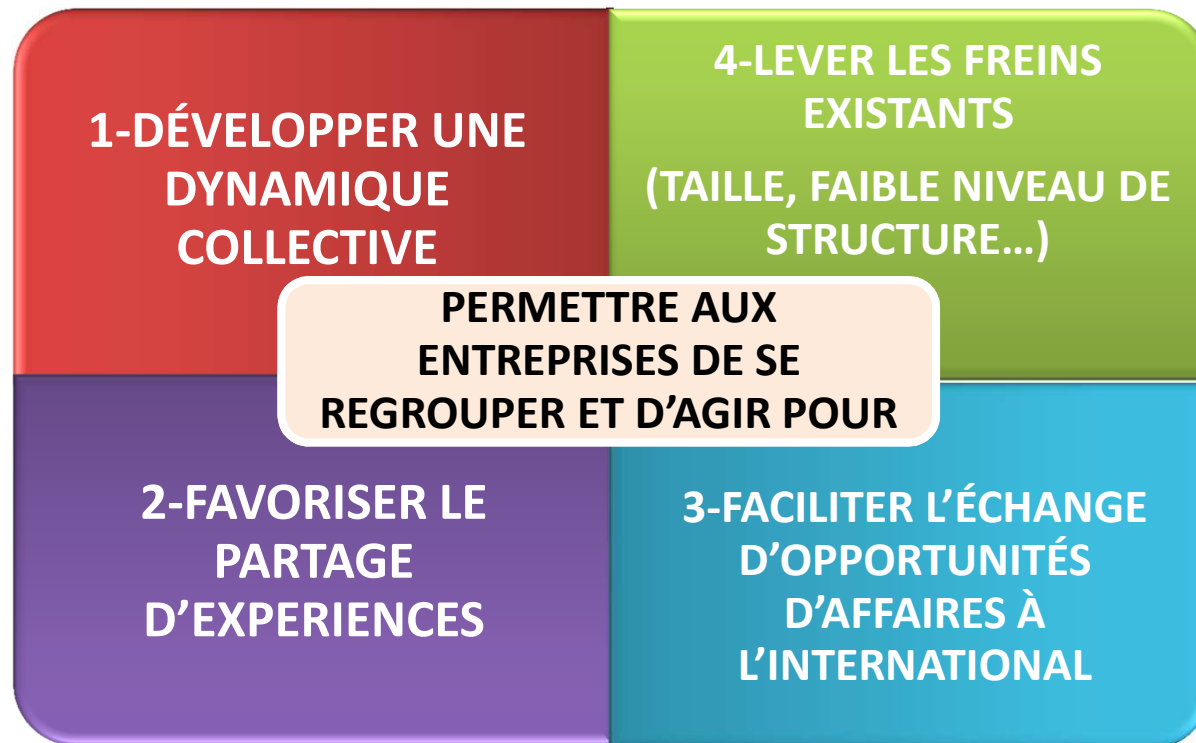 1-DÉVELOPPER UNE
DYNAMIQUE
COLLECTIVE
4-LEVER LES FREINS
EXISTANTS
(TAILLE, FAIBLE NIVEAU DE
STRUCTURE…)
PERMETTRE AUX
ENTREPRISES DE SE
REGROUPER ET D’AGIR POUR
2-FAVORISER LE
PARTAGE
D’EXPERIENCES
3-FACILITER L’ÉCHANGE
D’OPPORTUNITÉS
D’AFFAIRES À
L’INTERNATIONAL